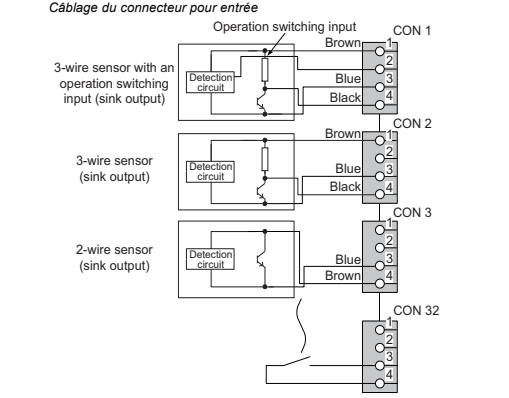 Câblage du connecteur pour entrée
Operation switching input
CON 1
Brown
1
2
3-wire sensor with an
operation switching
input (sink output)
Detection
circuit
Blue
3
Black
4
CON 2
Brown
1
2
3-wire sensor
(sink output)
Detection
circuit
Blue
3
Black
4
CON 3
1
2
2-wire sensor
(sink output)
Detection
circuit
Blue
3
Brown
4
CON 32
1
2
3
4